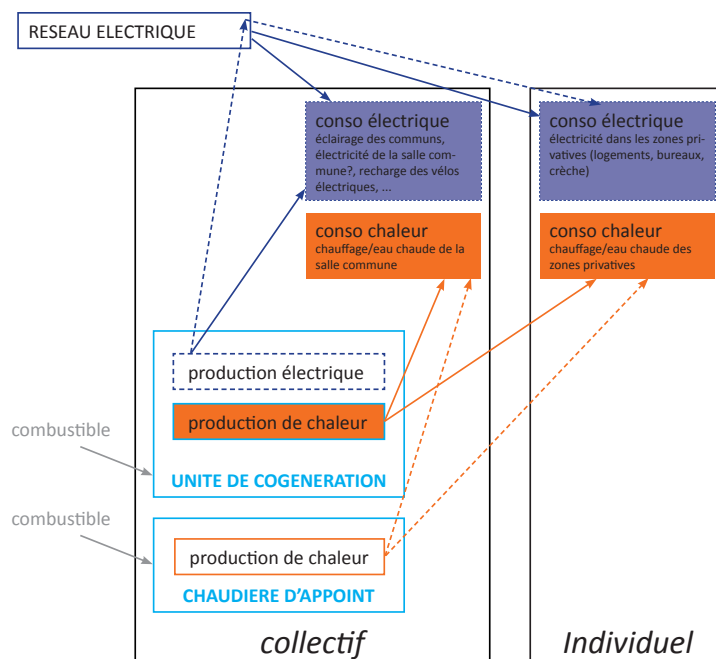 RESEAU ELECTRIQUE
conso électrique
éclairage des communs,
électricité de la salle com-
mune?, recharge des vélos
électriques, ...
conso électrique
électricité dans les zones pri-
vatives (logements, bureaux,
crèche)
conso chaleur
chauffage/eau chaude de la
salle commune
conso chaleur
chauffage/eau chaude des
zones privatives
production électrique
production de chaleur
combustible
UNITE DE COGENERATION
combustible
production de chaleur
CHAUDIERE D'APPOINT
collectif
Individuel